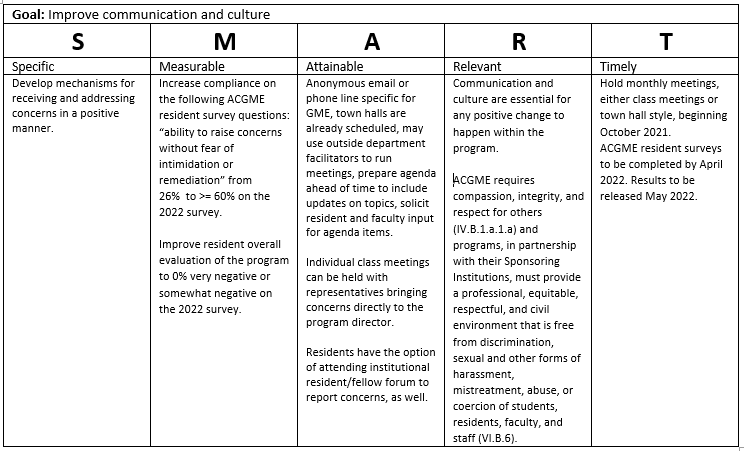 Goal: Improve communication and culture
S M A R T
Specific Measurable Attainable Relevant Timely
Develop mechanisms for
receiving and addressing
concerns in a positive
manner.
Increase compliance on
the following ACGME
resident survey questions:
“ability to raise concerns
without fear of
intimidation or
remediation” from
26% to >= 60% on the
2022 survey.
Improve resident overall
evaluation of the program
to 0% very negative or
somewhat negative on
the 2022 survey.
Anonymous email or
phone line specific for
GME, town halls are
already scheduled, may
use outside department
facilitators to run
meetings, prepare agenda
ahead of time to include
updates on topics, solicit
resident and faculty input
for agenda items.
Individual class meetings
can be held with
representatives bringing
concerns directly to the
program director.
Residents have the option
of attending institutional
resident/fellow forum to
report concerns, as well.
Communication and
culture are essential for
any positive change to
happen within the
program.
ACGME requires
compassion, integrity, and
respect for others
(IV.B.1.a.1.a) and
programs, in partnership
with their Sponsoring
Institutions, must provide
a professional, equitable,
respectful, and civil
environment that is free
from discrimination,
sexual and other forms of
harassment,
mistreatment, abuse, or
coercion of students,
residents, faculty, and
staff (VI.B.6).
Hold monthly meetings,
either class meetings or
town hall style, beginning
October 2021.
ACGME resident surveys
to be completed by April
2022. Results to be
released May 2022.